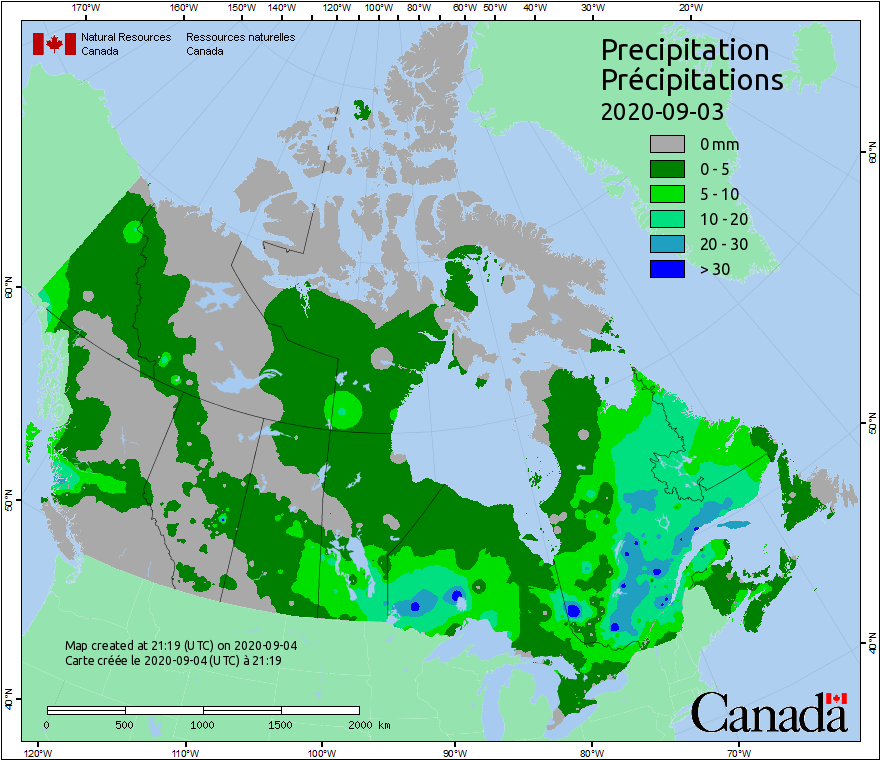 170°W 160°W 150°W 140°W 130°W 120°W 110°W 100°W 90°W 80°W 60°W 50°W 40°W 30°W 20°W
Natural Resources Ressources naturelles
Canada Canada
Precipitation
Précipitations
2020-09-03
0 mm
0 - 5
5 - 10
10 - 20
20 - 30
> 30
60°N
60°N
50°N
50°N
40°N
40°N
Map created at 21:19 (UTC) on 2020-09-04
Carte créée le 2020-09-04 (UTC) à 21:19
0 500 1000 1500 2000 km
Canada
120°W 110°W 100°W 90°W 80°W 70°W